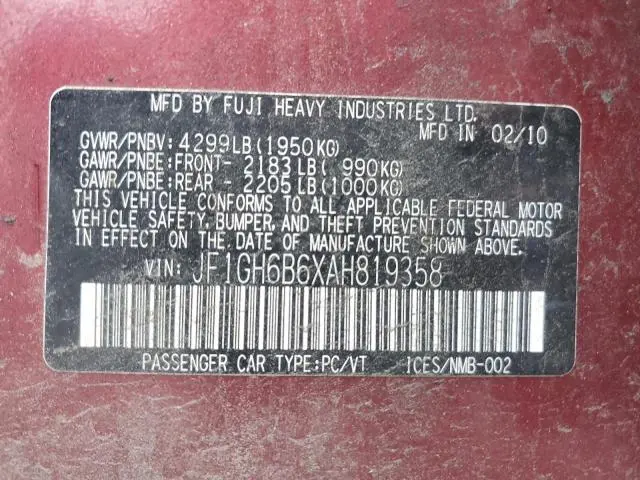 MFD BY FUJI HEAVY INDUSTRIES LTD.
MFD IN 02/10
GVWR/PNBV: 4299LB(1950KG)
GAWR/PNBE:FRONT- 2183LB( 990KG)
GAWR/PNBE:REAR - 2205LB(1000KG)
THIS VEHICLE CONFORMS TO ALL APPLICABLE FEDERAL MOTOR
VEHICLE SAFETY, BUMPER, AND THEFT PREVENTION STANDARDS
IN EFFECT ON THE DATE OF MANUFACTURE SHOWN ABOVE.
VIN: JF1GH6B6XAH819358
PASSENGER CAR TYPE:PC/VT ICES/NMB-002